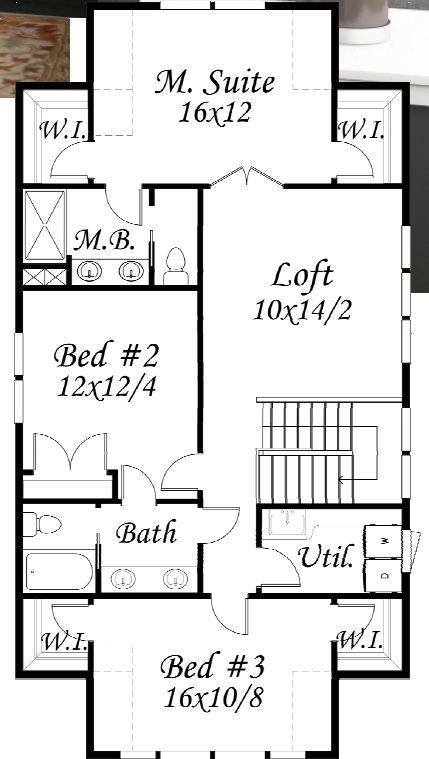 M. Suite
16x12
W.I.
W.I.
M.B.
Loft
10x14/2
Bed #2
12x12/4
Bath
Util.
W
D
W.I.
W.I.
Bed #3
16x10/8